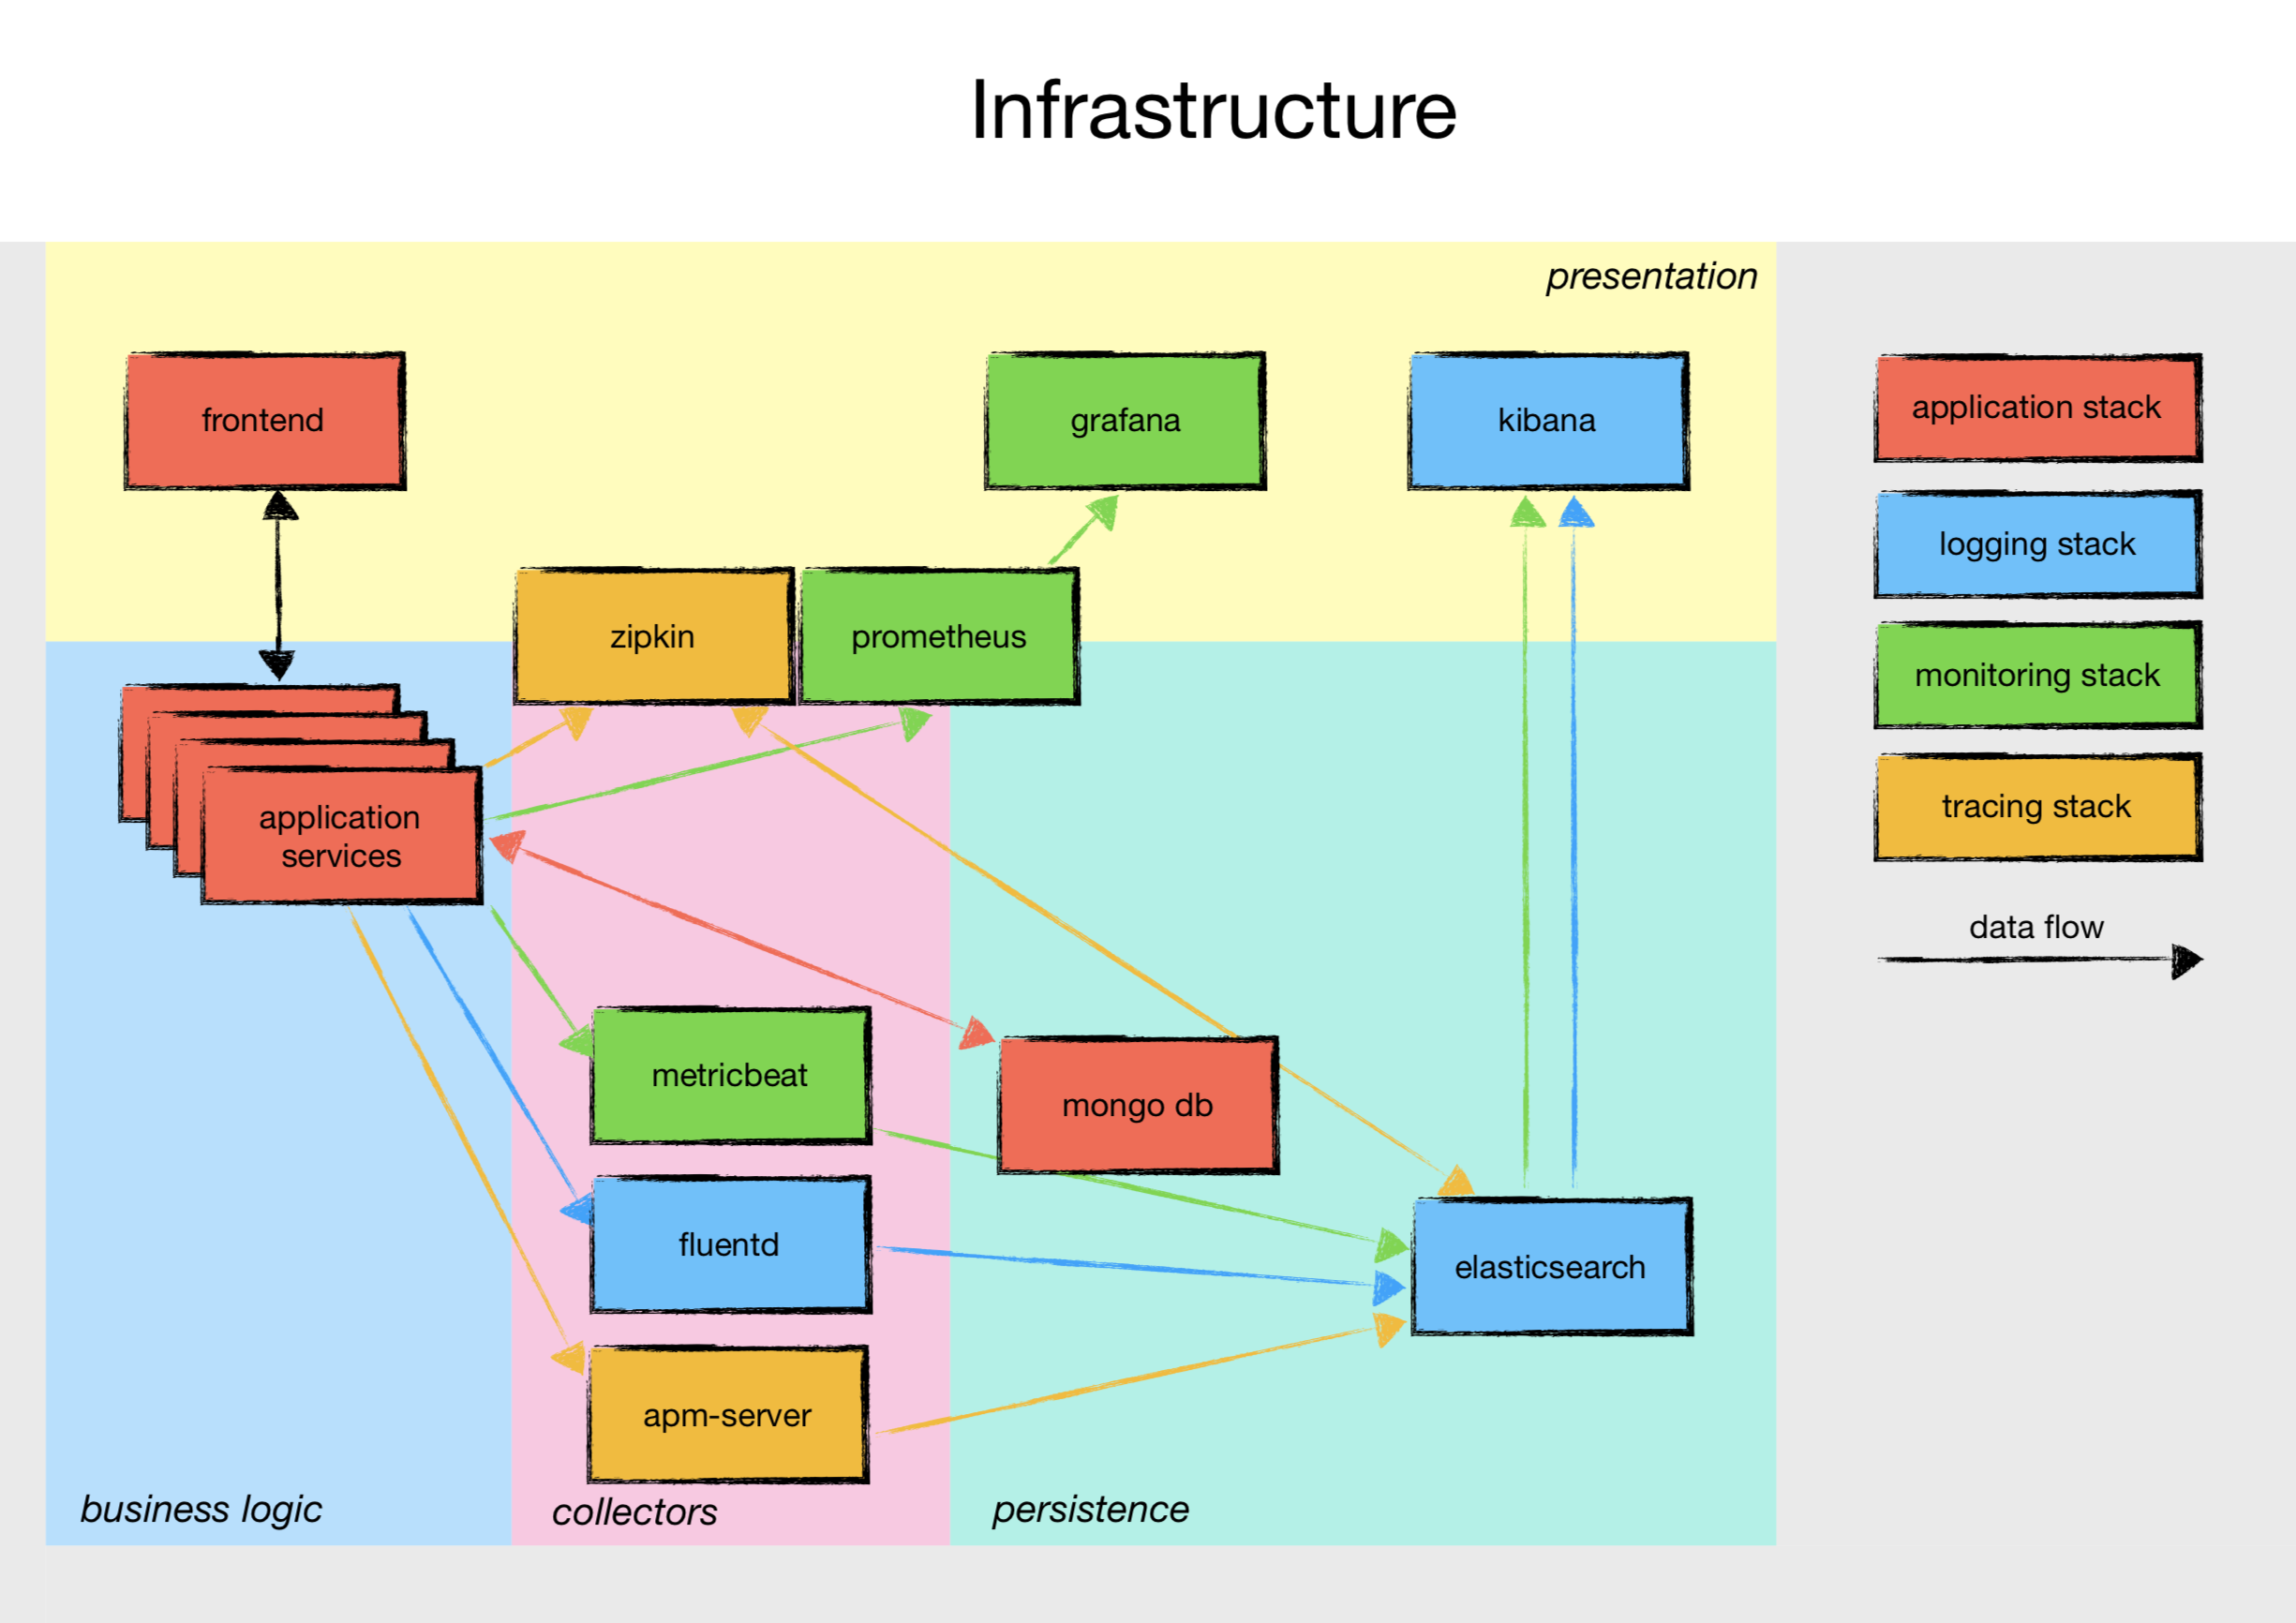 Infrastructure
presentation
frontend
grafana
kibana
zipkin
prometheus
application
services
metricbeat
mongo db
fluentd
elasticsearch
apm-server
business logic
collectors
persistence
application stack
logging stack
monitoring stack
tracing stack
data flow